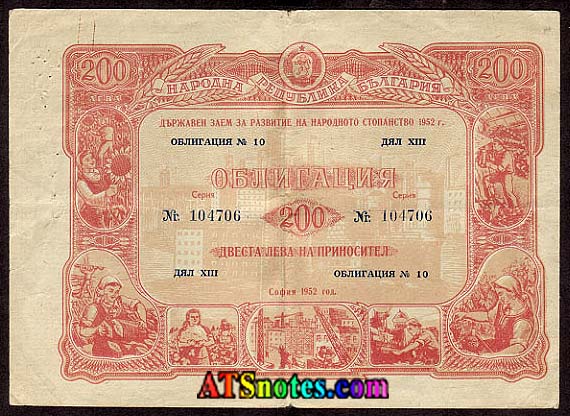 200 200
НАРОДНА РЕПУБЛИКА БЪЛГАРИЯ
ЛЕВА ЛЕВА
ДЪРЖАВЕН ЗАЕМ ЗА РАЗВИТИЕ НА НАРОДНОТО СТОПАНСТВО 1952 г.
ОБЛИГАЦИЯ № 10 ДЯЛ XIII
ОБЛИГАЦИЯ
Серия Серия
№: 104706 200 №: 104706
ДВЕСТА ЛЕВА НА ПРИНОСИТЕЛ
ДЯЛ XIII ОБЛИГАЦИЯ № 10
София 1952 год.
ATSnotes.com